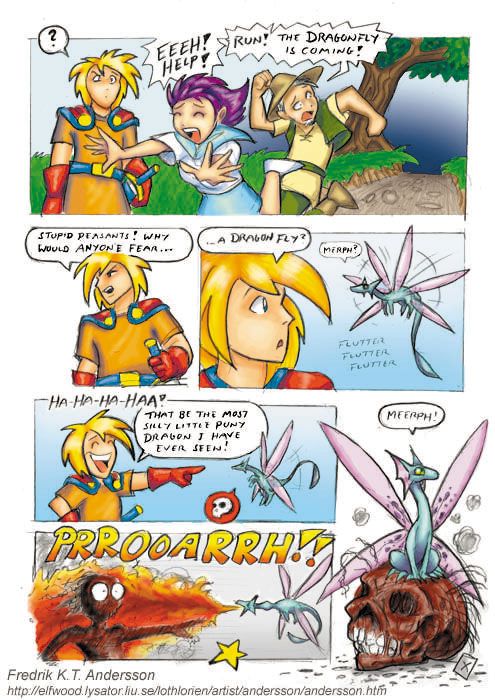 ?
EEEH!
HELP!
RUN! THE DRAGONFLY
IS COMING!
STUPID PEASANTS! WHY
WOULD ANYONE FEAR...
...A DRAGON FLY?
MERPH?
FLUTTER
FLUTTER
FLUTTER
HA-HA-HA-HAA!
THAT BE THE MOST
SILLY LITTLE PUNY
DRAGON I HAVE
EVER SEEN!
MEERPH!
PRROOARRH!!
Fredrik K.T. Andersson
http://elfwood.lysator.liu.se/lothlorien/artist/andersson/andersson.htm